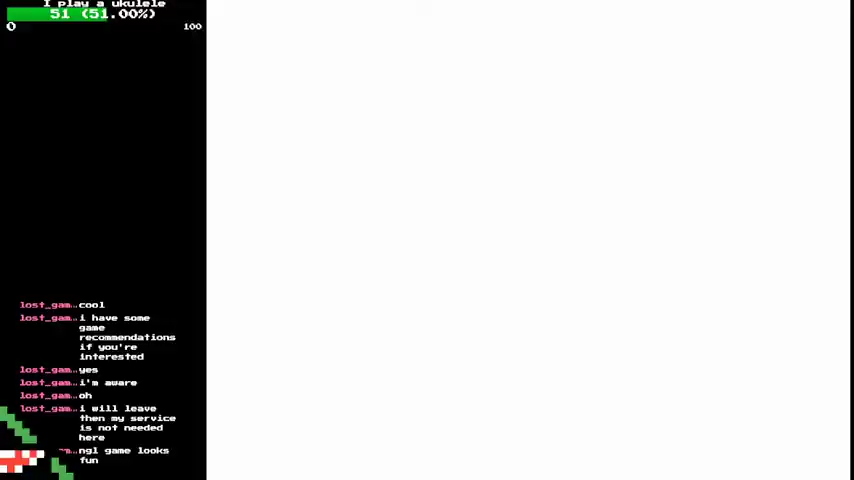 I play a ukulele
51 (51.00%)
0 100
lost_gam…cool
lost_gam…i have some
game
recommendations
if you're
interested
lost_gam…yes
lost_gam…i'm aware
lost_gam…oh
lost_gam…i will leave
then my service
is not needed
here
m…ngl game looks
fun